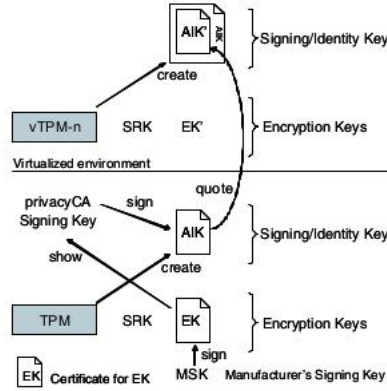 AIK' AIK Signing/Identity Key
create
vTPM-n SRK EK' Encryption Keys
Virtualized environment
quote
privacyCA sign
Signing Key AIK Signing/Identity Key
show
create
TPM SRK EK Encryption Keys
sign
EK Certificate for EK MSK Manufacturer's Signing Key